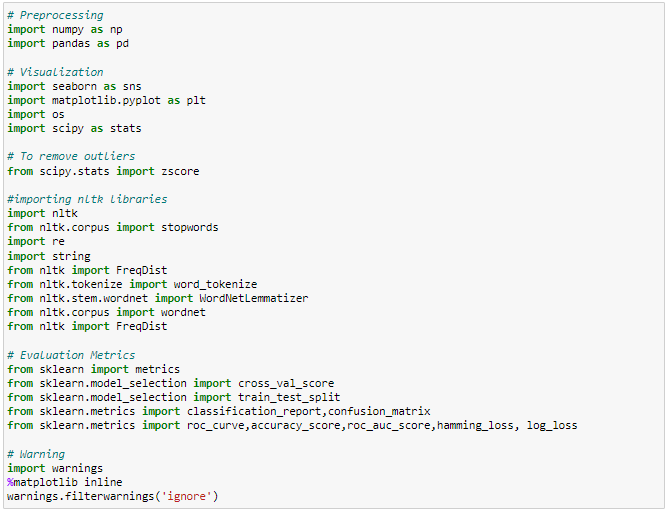 # Preprocessing
import numpy as np
import pandas as pd
# Visualization
import seaborn as sns
import matplotlib.pyplot as plt
import os
import scipy as stats
# To remove outliers
from scipy.stats import zscore
#importing nltk libraries
import nltk
from nltk.corpus import stopwords
import re
import string
from nltk import FreqDist
from nltk.tokenize import word_tokenize
from nltk.stem.wordnet import WordNetLemmatizer
from nltk.corpus import wordnet
from nltk import FreqDist
# Evaluation Metrics
from sklearn import metrics
from sklearn.model_selection import cross_val_score
from sklearn.model_selection import train_test_split
from sklearn.metrics import classification_report,confusion_matrix
from sklearn.metrics import roc_curve,accuracy_score,roc_auc_score,hamming_loss, log_loss
# Warning
import warnings
%matplotlib inline
warnings.filterwarnings('ignore')